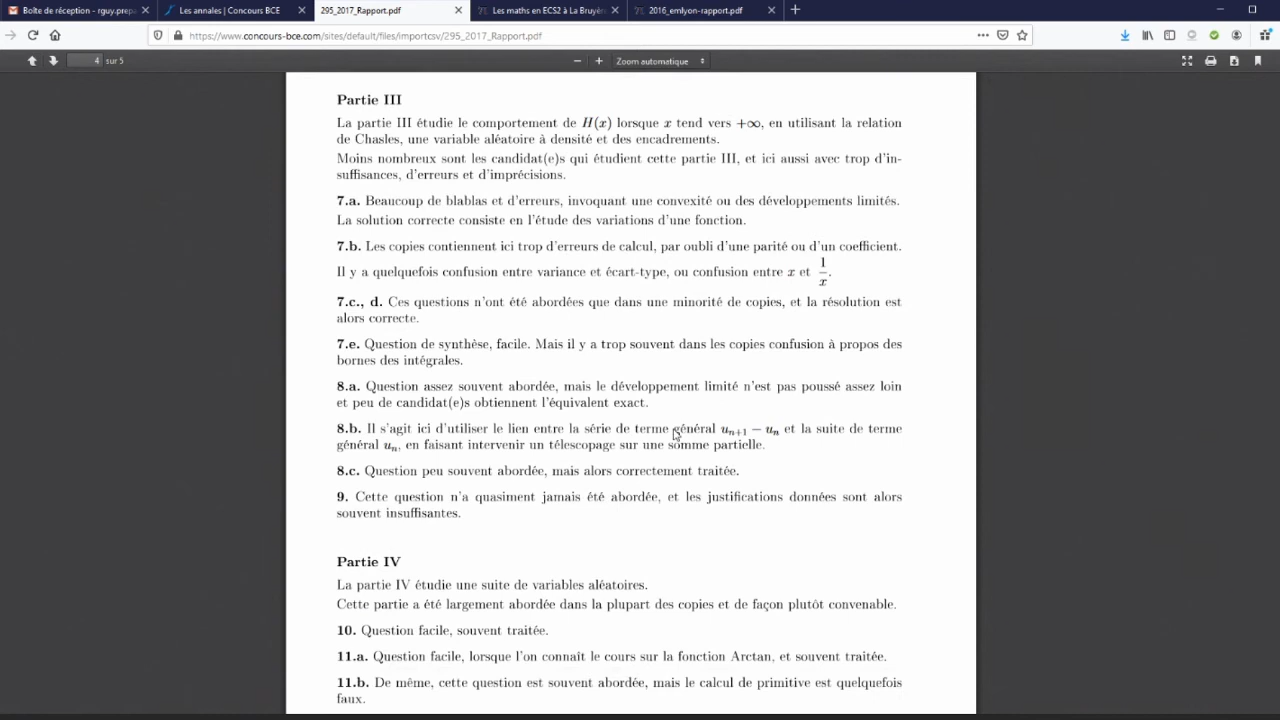 Boîte de réception - rguy.prepa
Les annales | Concours BCE
295_2017_Rapport.pdf
Les maths en ECS2 à La Bruyère
2016_emlyon-rapport.pdf
https://www.concours-bce.com/sites/default/files/importcsv/295_2017_Rapport.pdf
4 sur 5
Zoom automatique
Partie III
La partie III étudie le comportement de H(x) lorsque x tend vers +∞, en utilisant la relation
de Chasles, une variable aléatoire à densité et des encadrements.
Moins nombreux sont les candidat(e)s qui étudient cette partie III, et ici aussi avec trop d'in-
suffisances, d'erreurs et d'imprécisions.
7.a. Beaucoup de blablas et d'erreurs, invoquant une convexité ou des développements limités.
La solution correcte consiste en l'étude des variations d'une fonction.
7.b. Les copies contiennent ici trop d'erreurs de calcul, par oubli d'une parité ou d'un coefficient.
Il y a quelquefois confusion entre variance et écart-type, ou confusion entre x et 1/x.
7.c., d. Ces questions n'ont été abordées que dans une minorité de copies, et la résolution est
alors correcte.
7.e. Question de synthèse, facile. Mais il y a trop souvent dans les copies confusion à propos des
bornes des intégrales.
8.a. Question assez souvent abordée, mais le développement limité n'est pas poussé assez loin
et peu de candidat(e)s obtiennent l'équivalent exact.
8.b. Il s'agit ici d'utiliser le lien entre la série de terme général uₙ₊₁ − uₙ et la suite de terme
général uₙ, en faisant intervenir un télescopage sur une somme partielle.
8.c. Question peu souvent abordée, mais alors correctement traitée.
9. Cette question n'a quasiment jamais été abordée, et les justifications données sont alors
souvent insuffisantes.
Partie IV
La partie IV étudie une suite de variables aléatoires.
Cette partie a été largement abordée dans la plupart des copies et de façon plutôt convenable.
10. Question facile, souvent traitée.
11.a. Question facile, lorsque l'on connaît le cours sur la fonction Arctan, et souvent traitée.
11.b. De même, cette question est souvent abordée, mais le calcul de primitive est quelquefois
faux.